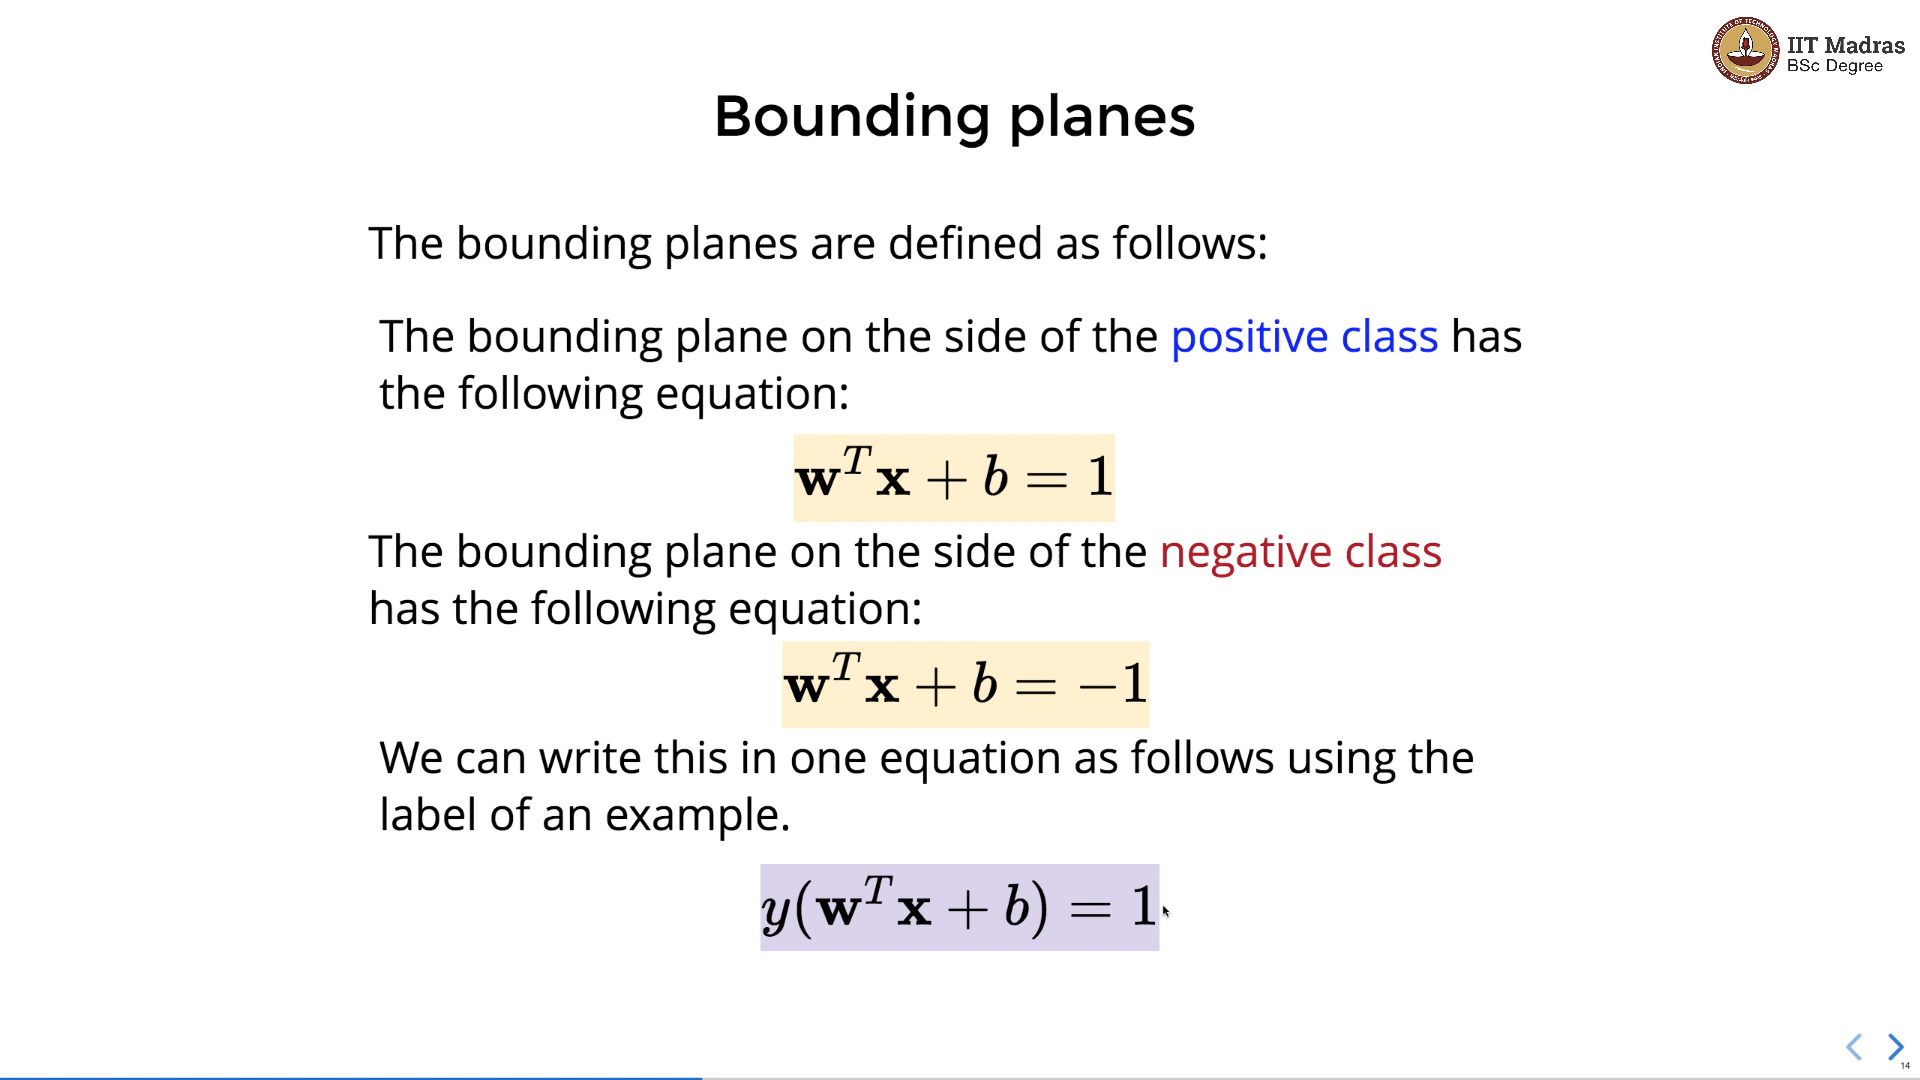 IIT Madras
BSc Degree
Bounding planes
The bounding planes are defined as follows:
The bounding plane on the side of the positive class has
the following equation:
𝐰ᵀ𝐱 + b = 1
The bounding plane on the side of the negative class
has the following equation:
𝐰ᵀ𝐱 + b = −1
We can write this in one equation as follows using the
label of an example.
y(𝐰ᵀ𝐱 + b) = 1
14